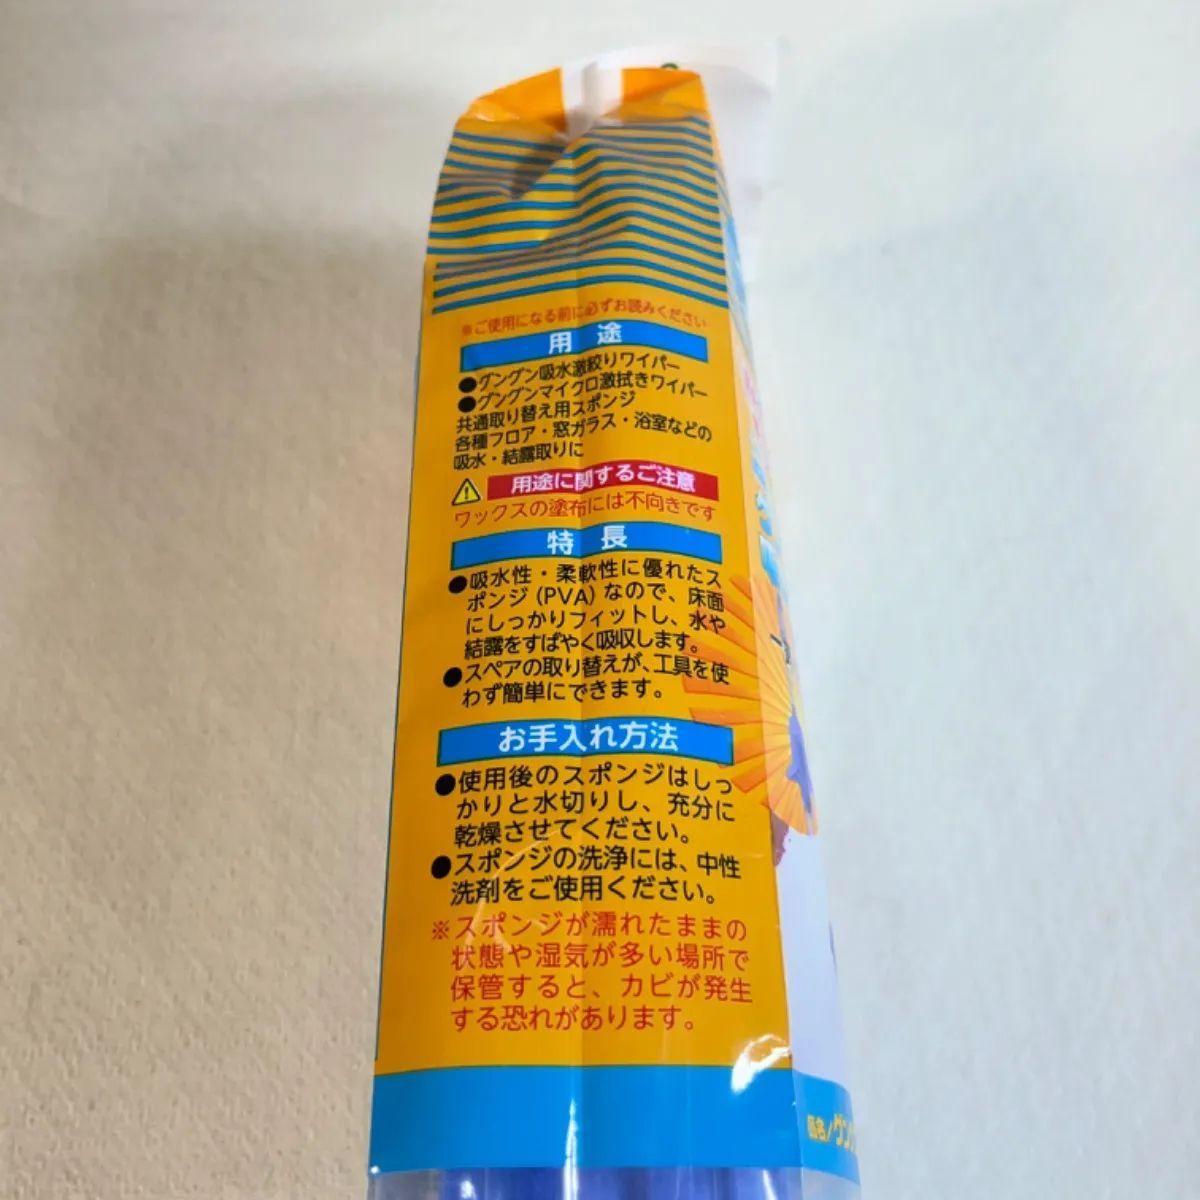 ※ご使用になる前に必ずお読みください
用途
●グングン吸水激絞りワイパー
●グングンマイクロ激拭きワイパー
共通取り替え用スポンジ
各種フロア・窓ガラス・浴室などの
吸水・結露取りに
用途に関するご注意
ワックスの塗布には不向きです
特長
●吸水性・柔軟性に優れたス
ポンジ(PVA)なので、床面
にしっかりフィットし、水や
結露をすばやく吸収します。
●スペアの取り替えが、工具を使
わず簡単にできます。
お手入れ方法
●使用後のスポンジはしっ
かりと水切りし、充分に
乾燥させてください。
●スポンジの洗浄には、中性
洗剤をご使用ください。
※スポンジが濡れたままの
状態や湿気が多い場所で
保管すると、カビが発生
する恐れがあります。
品名/グン